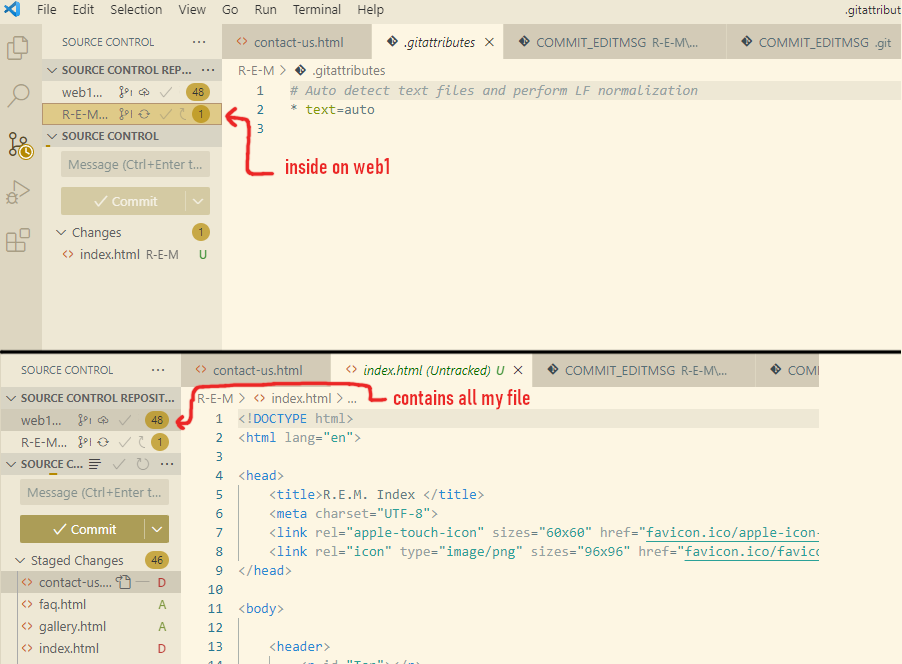 File Edit Selection View Go Run Terminal Help .gitattribut
SOURCE CONTROL ... <> contact-us.html .gitattributes × COMMIT_EDITMSG R-E-M\... COMMIT_EDITMSG .git
SOURCE CONTROL REP... ... R-E-M > .gitattributes
web1... 48 1 # Auto detect text files and perform LF normalization
R-E-M... 1 2 * text=auto
SOURCE CONTROL 3
Message (Ctrl+Enter t... inside on web1
Commit
Changes 1
<> index.html R-E-M U
SOURCE CONTROL ... <> contact-us.html <> index.html (Untracked) U × COMMIT_EDITMSG R-E-M\... COM
SOURCE CONTROL REPOSIT... R-E-M > <> index.html > ... contains all my file
web1... 48 1 <!DOCTYPE html>
R-E-M... 1 2 <html lang="en">
SOURCE C... ... 3
4 <head>
Message (Ctrl+Enter t... 5 <title>R.E.M. Index </title>
6 <meta charset="UTF-8">
Commit 7 <link rel="apple-touch-icon" sizes="60x60" href="favicon.ico/apple-icon-
8 <link rel="icon" type="image/png" sizes="96x96" href="favicon.ico/favico
Staged Changes 46 9 </head>
<> contact-us.... D 10
<> faq.html A 11 <body>
<> gallery.html A 12
<> index.html D 13 <header>